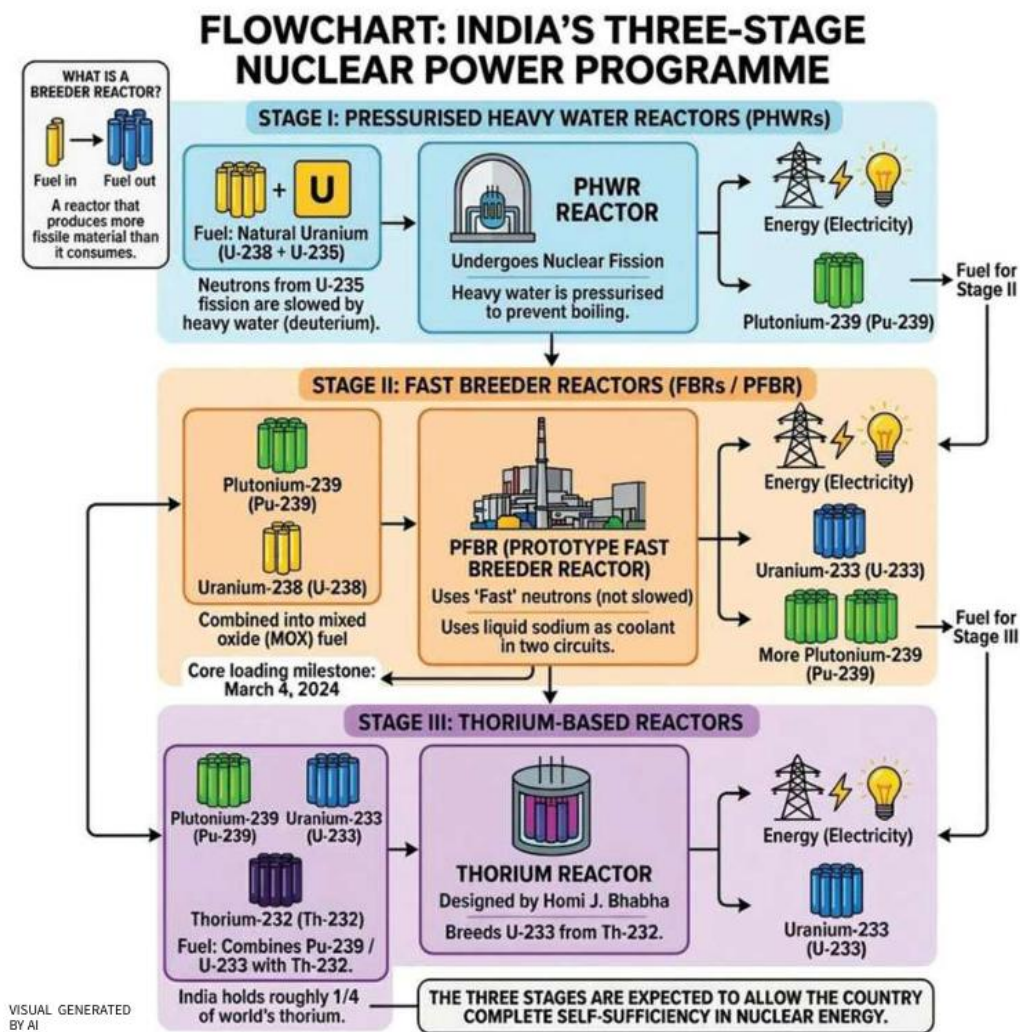 FLOWCHART: INDIA'S THREE-STAGE
NUCLEAR POWER PROGRAMME
WHAT IS A
BREEDER REACTOR?
Fuel in
Fuel out
A reactor that
produces more
fissile material than
it consumes.
STAGE I: PRESSURISED HEAVY WATER REACTORS (PHWRs)
+ U
Fuel: Natural Uranium
(U-238 + U-235)
Neutrons from U-235
fission are slowed by
heavy water (deuterium).
PHWR
REACTOR
Undergoes Nuclear Fission
Heavy water is pressurised
to prevent boiling.
Energy (Electricity)
Plutonium-239 (Pu-239)
Fuel for
Stage II
STAGE II: FAST BREEDER REACTORS (FBRs / PFBR)
Plutonium-239
(Pu-239)
Uranium-238 (U-238)
Combined into mixed
oxide (MOX) fuel
Core loading milestone:
March 4, 2024
PFBR (PROTOTYPE FAST
BREEDER REACTOR)
Uses 'Fast' neutrons (not slowed)
Uses liquid sodium as coolant
in two circuits.
Energy (Electricity)
Uranium-233 (U-233)
More Plutonium-239
(Pu-239)
Fuel for
Stage III
STAGE III: THORIUM-BASED REACTORS
Plutonium-239
(Pu-239)
Uranium-233
(U-233)
Thorium-232 (Th-232)
Fuel: Combines Pu-239 /
U-233 with Th-232.
India holds roughly 1/4
of world's thorium.
THORIUM REACTOR
Designed by Homi J. Bhabha
Breeds U-233 from Th-232.
Energy (Electricity)
Uranium-233
(U-233)
THE THREE STAGES ARE EXPECTED TO ALLOW THE COUNTRY
COMPLETE SELF-SUFFICIENCY IN NUCLEAR ENERGY.
VISUAL GENERATED
BY AI